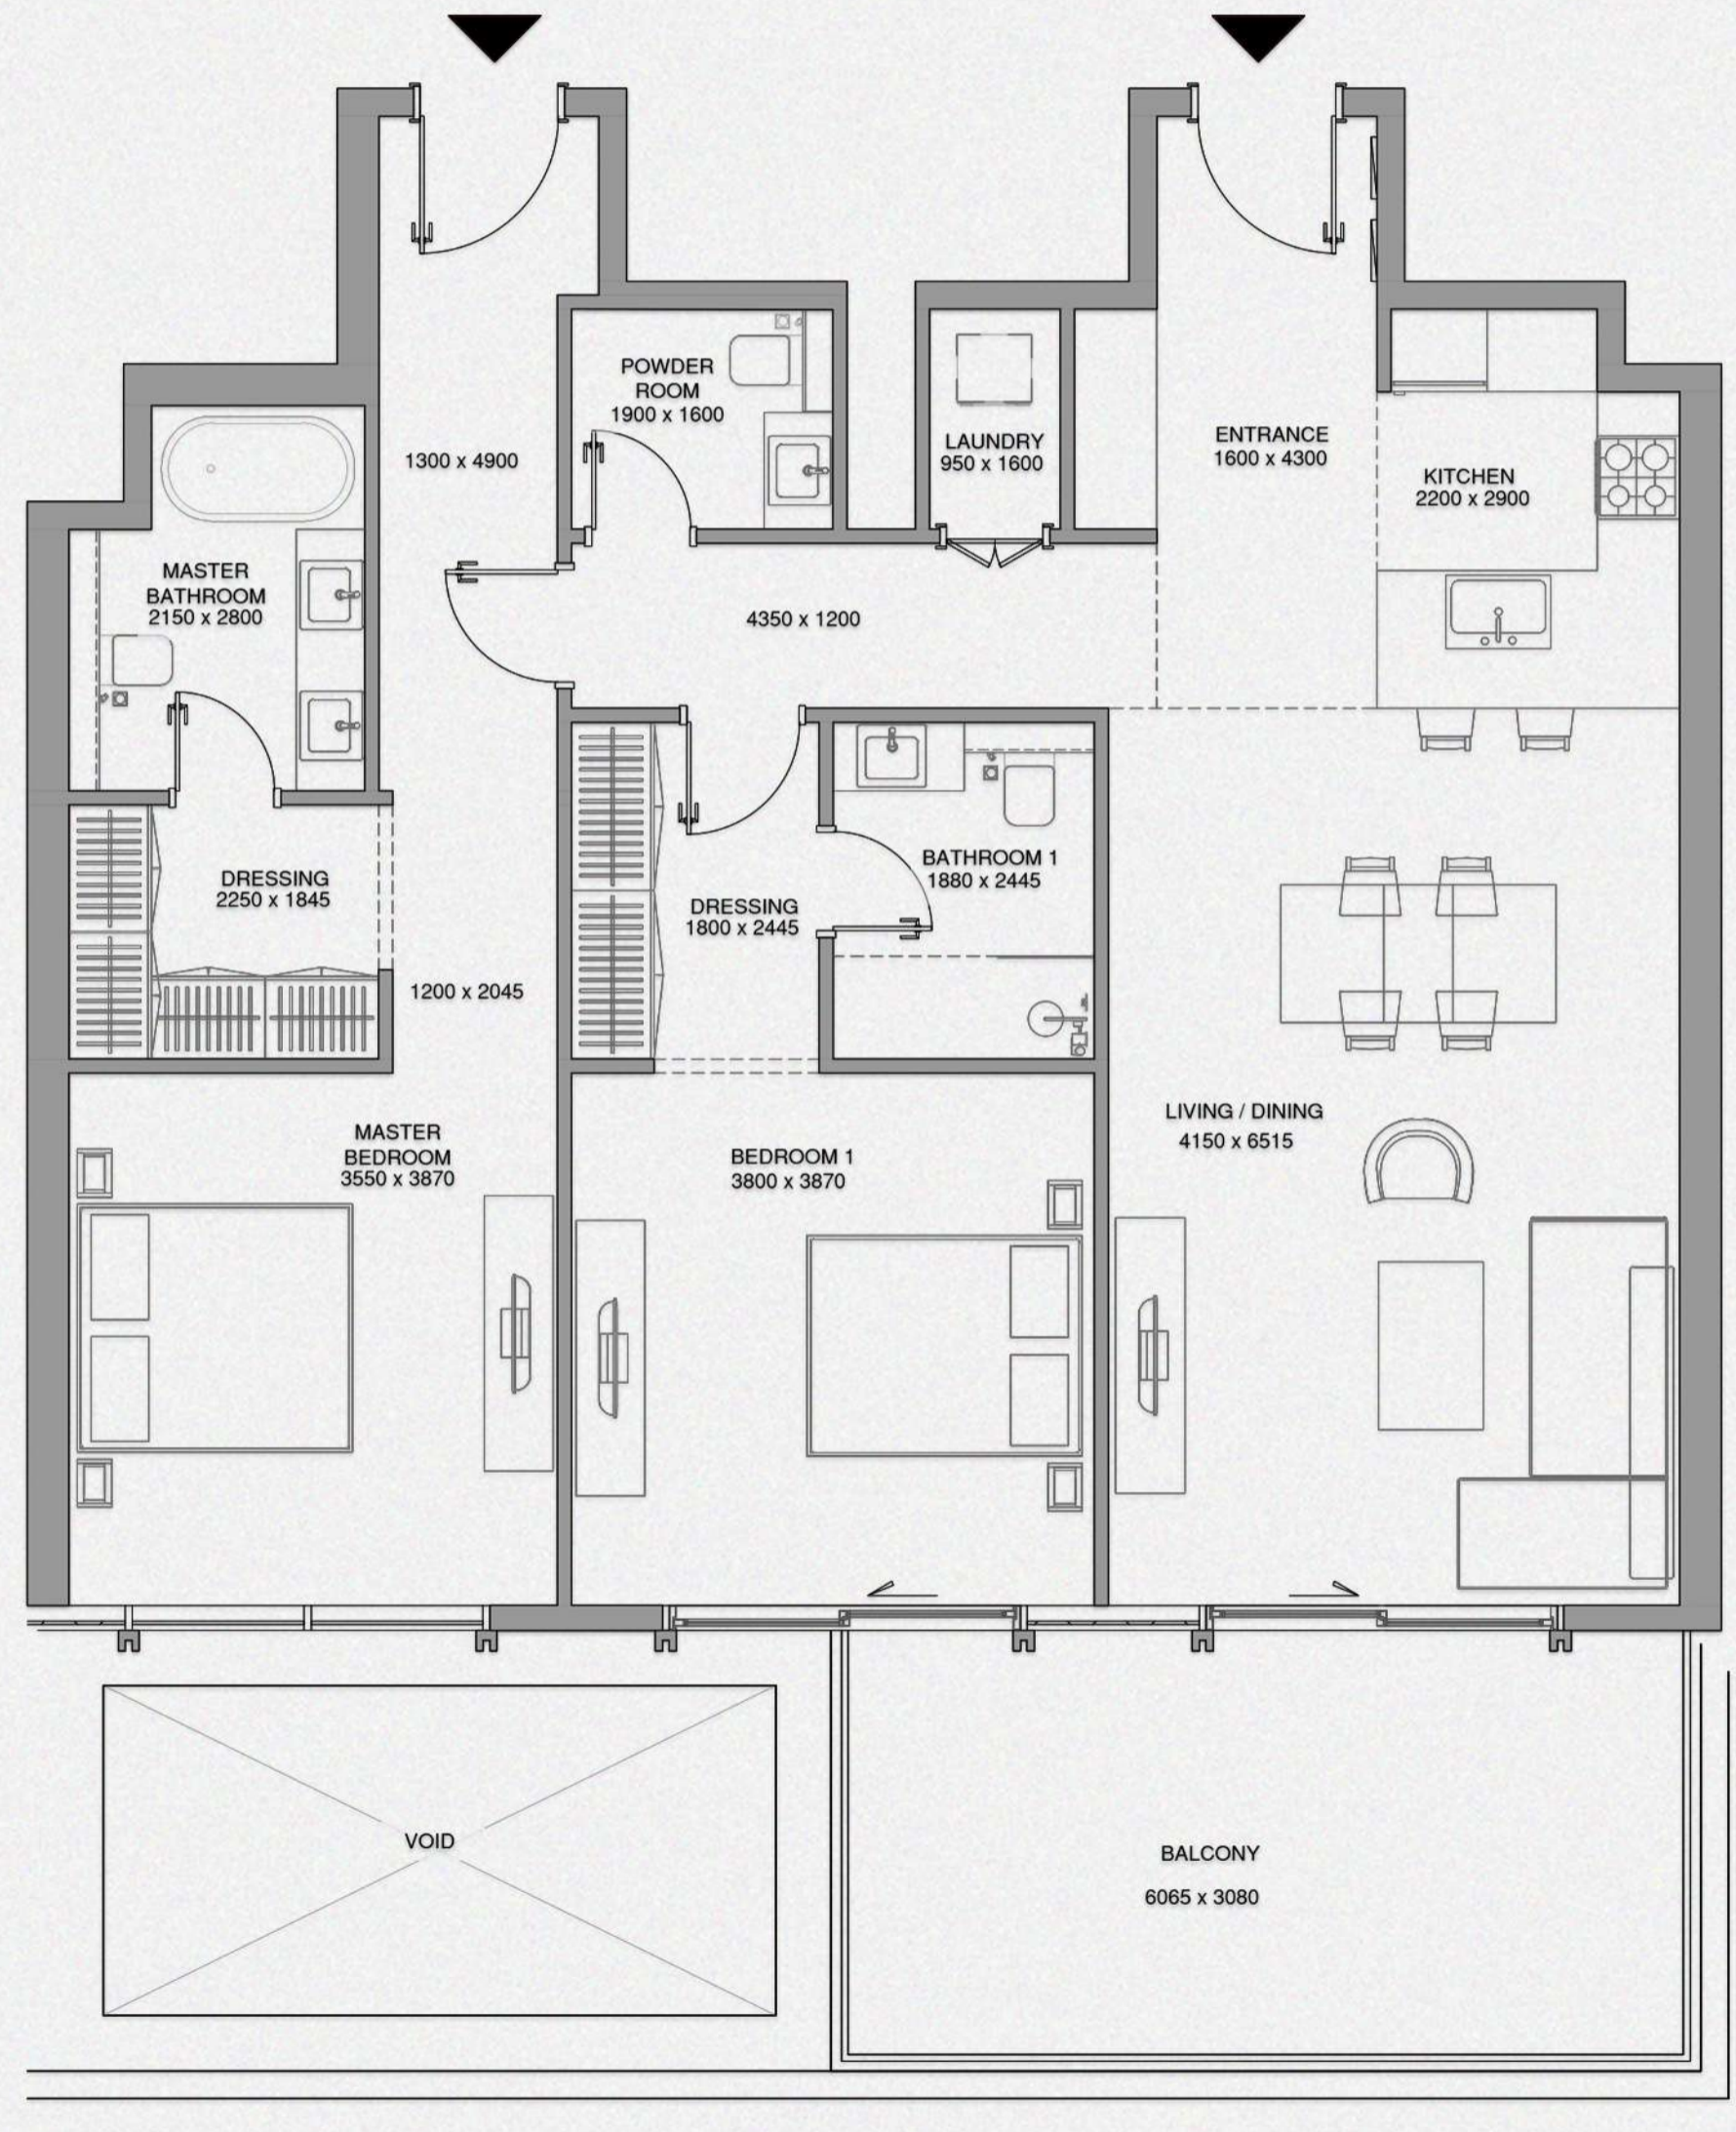 POWDER
ROOM
1900 x 1600
1300 x 4900
LAUNDRY
950 x 1600
ENTRANCE
1600 x 4300
KITCHEN
2200 x 2900
MASTER
BATHROOM
2150 x 2800
4350 x 1200
DRESSING
2250 x 1845
DRESSING
1800 x 2445
BATHROOM 1
1880 x 2445
1200 x 2045
MASTER
BEDROOM
3550 x 3870
BEDROOM 1
3800 x 3870
LIVING / DINING
4150 x 6515
VOID
BALCONY
6065 x 3080